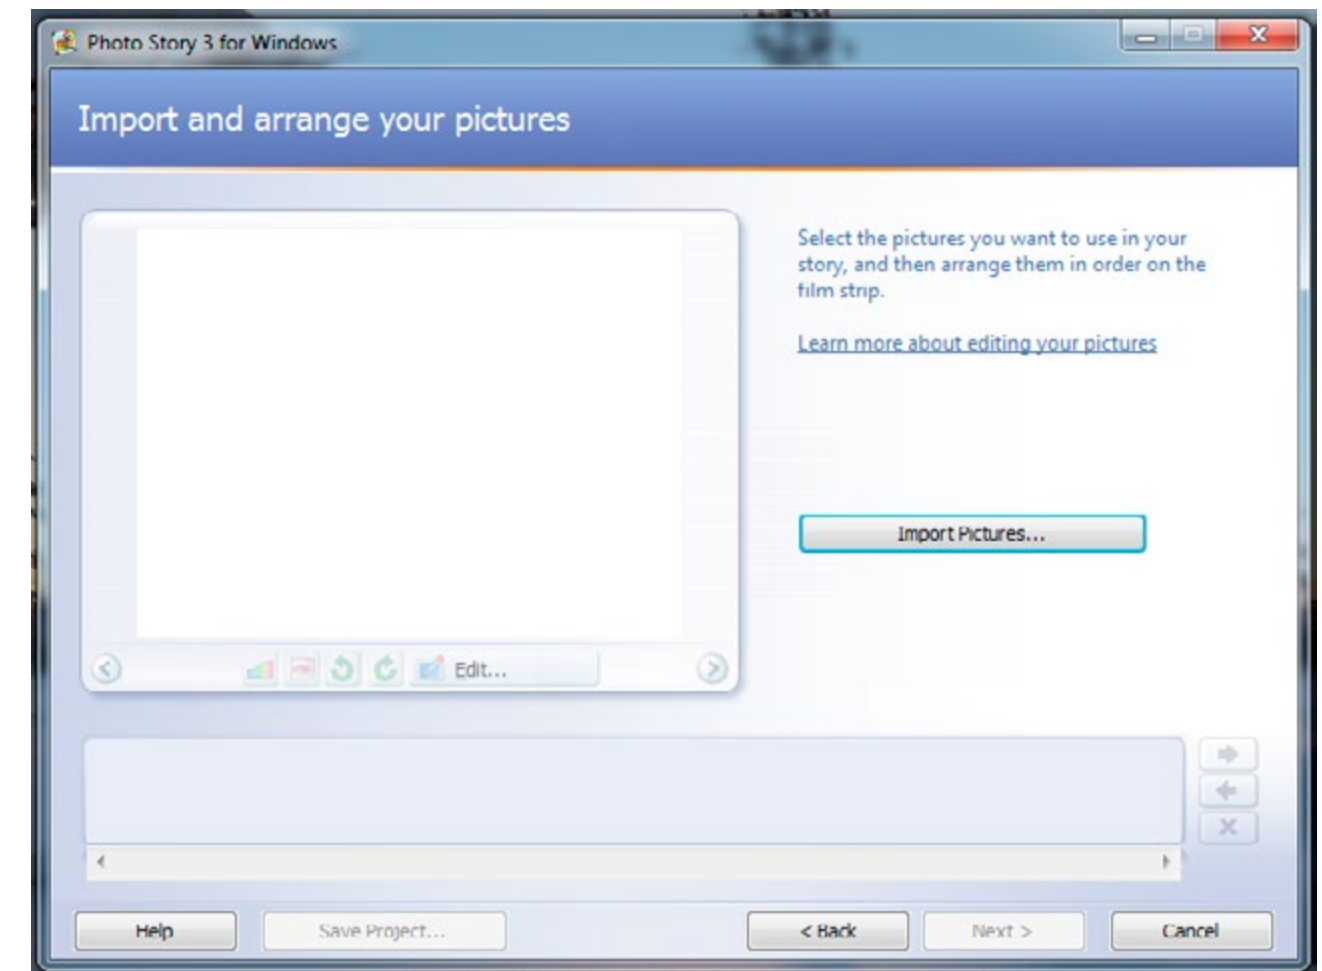 Photo Story 3 for Windows
Import and arrange your pictures
Select the pictures you want to use in your
story, and then arrange them in order on the
film strip.
Learn more about editing your pictures
Import Pictures...
Edit...
Help
Save Project...
< Back
Next >
Cancel